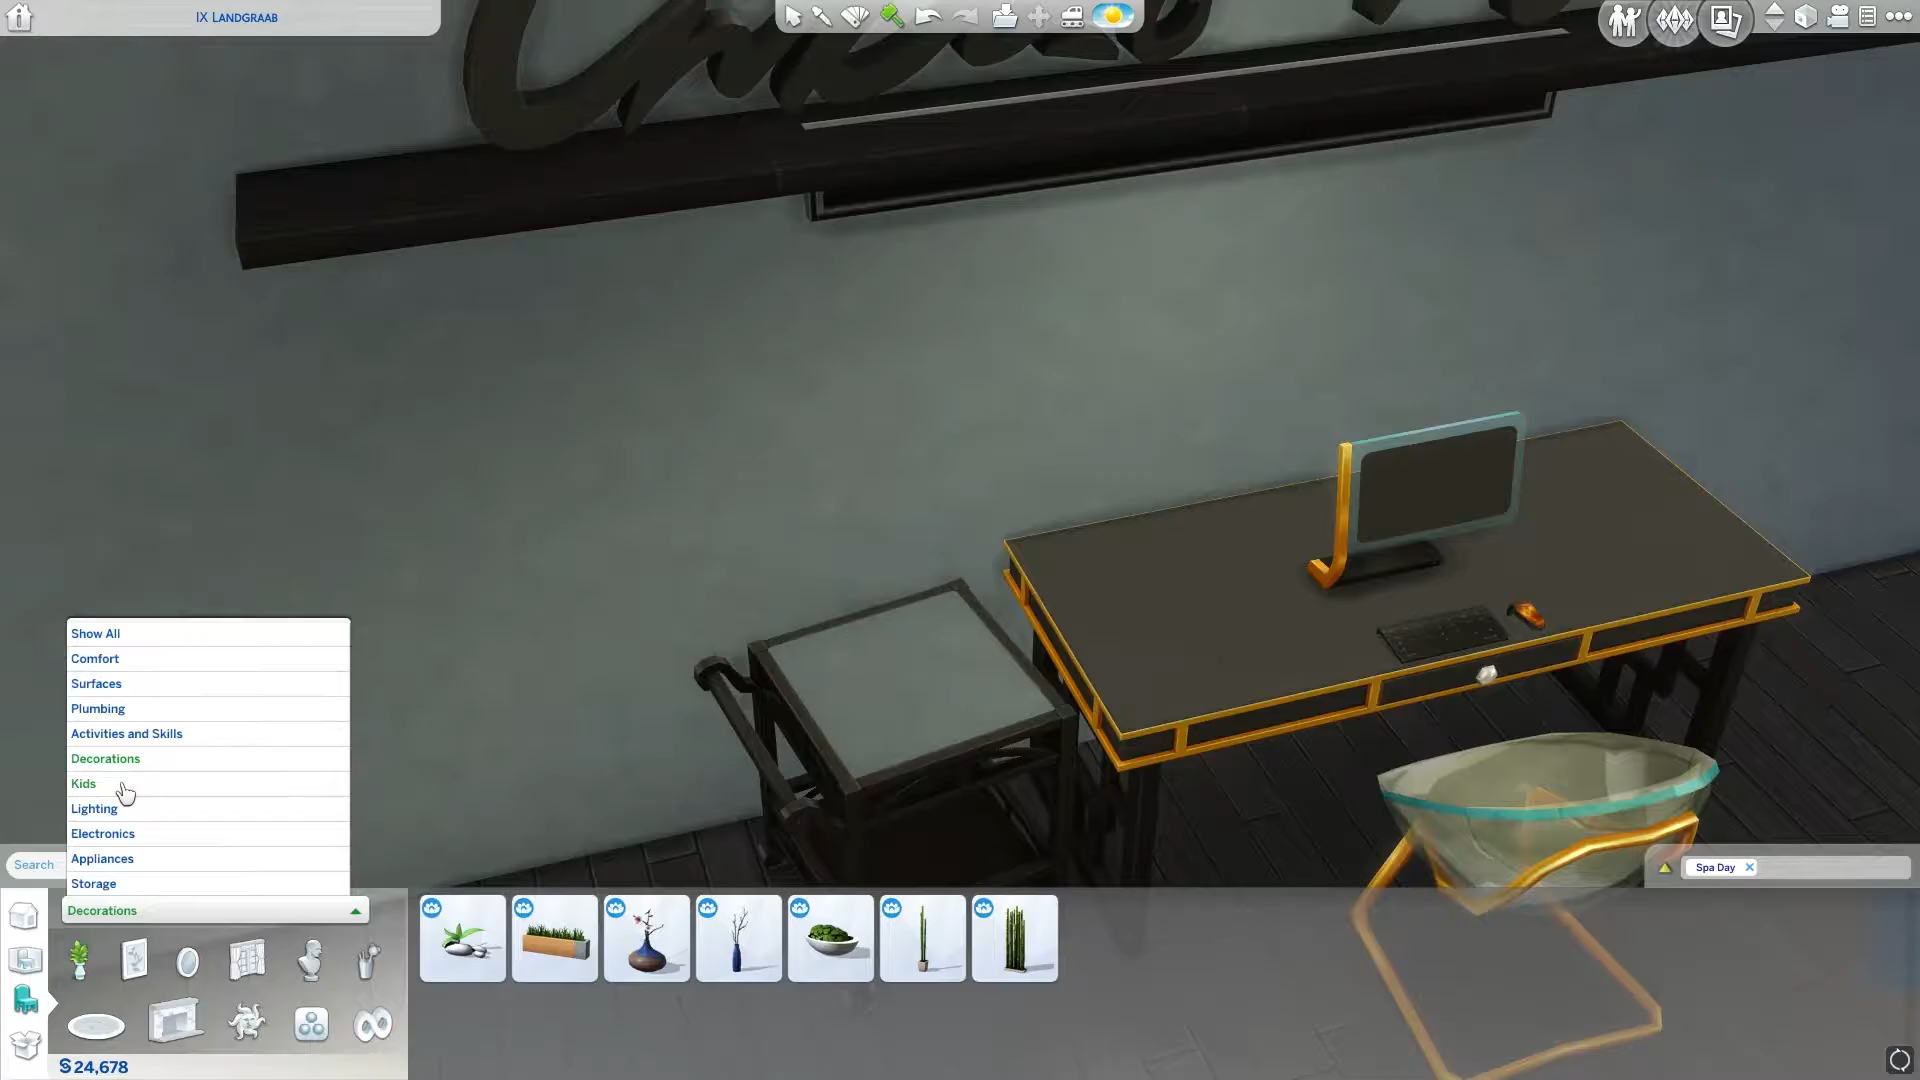 IX LANDGRAAB
Show All
Comfort
Surfaces
Plumbing
Activities and Skills
Decorations
Kids
Lighting
Electronics
Appliances
Storage
Search
Decorations
Spa Day
24,678